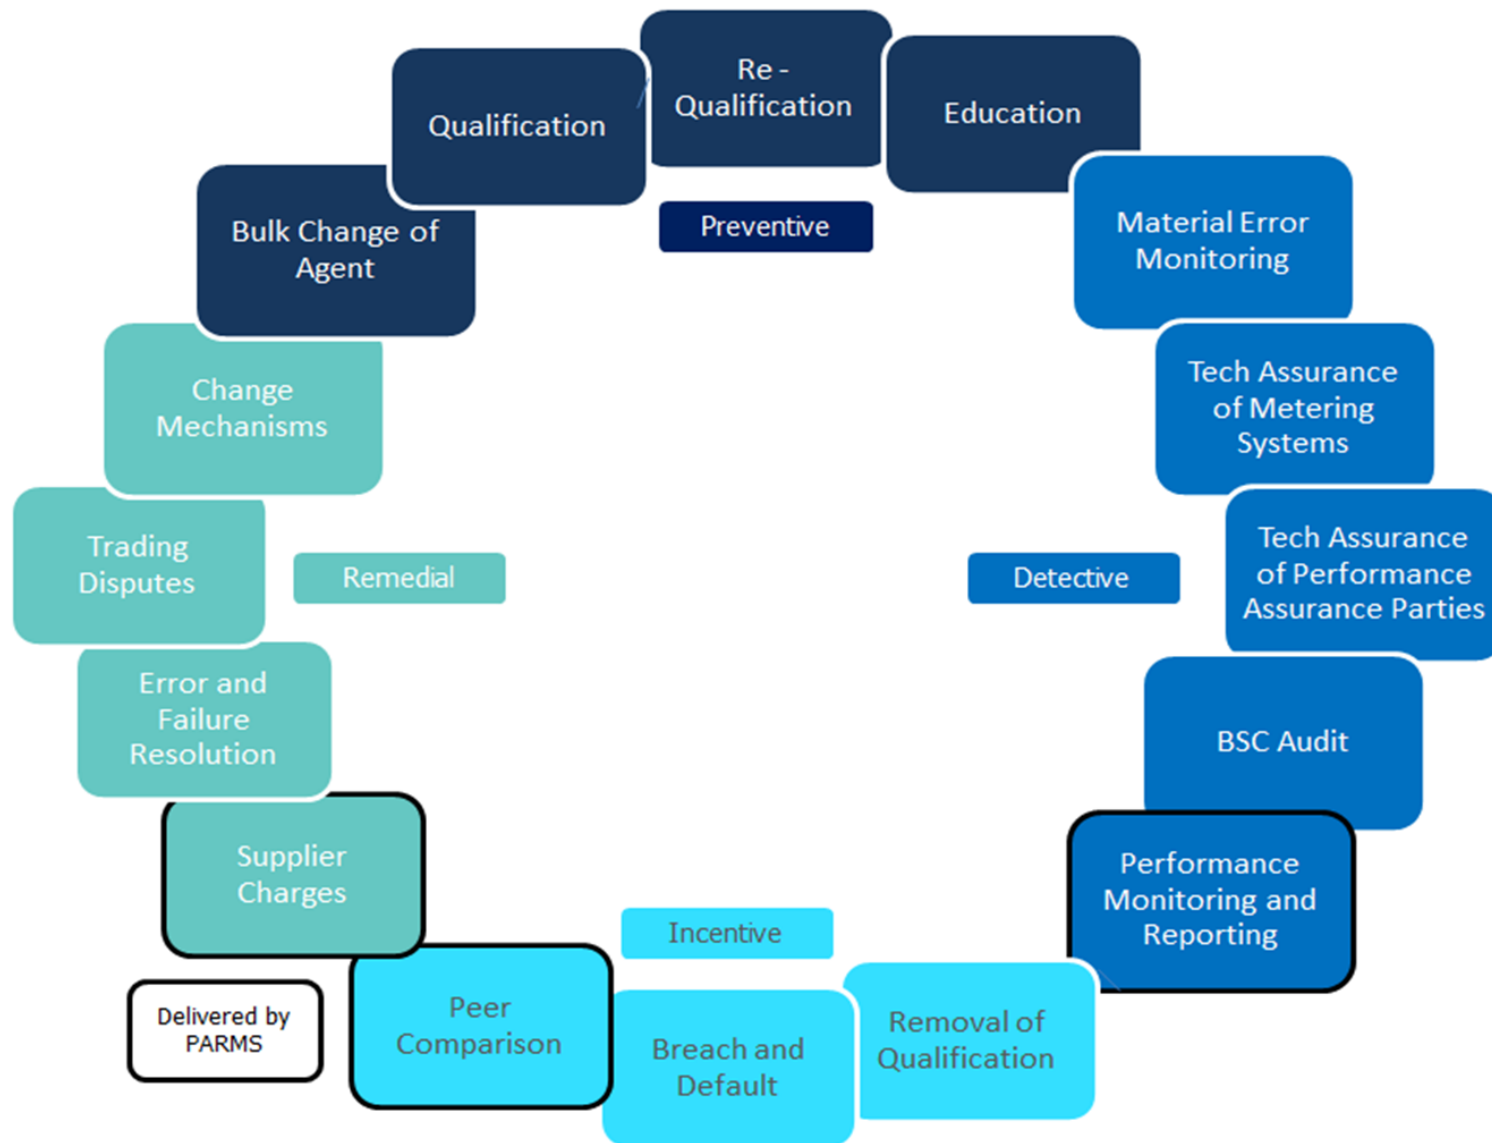 Re -
Qualification
Education
Qualification
Preventive
Bulk Change of
Agent
Material Error
Monitoring
Change
Mechanisms
Tech Assurance
of Metering
Systems
Trading
Disputes
Remedial
Detective
Tech Assurance
of Performance
Assurance Parties
Error and
Failure
Resolution
BSC Audit
Supplier
Charges
Performance
Monitoring and
Reporting
Incentive
Delivered by
PARMS
Peer
Comparison
Breach and
Default
Removal of
Qualification